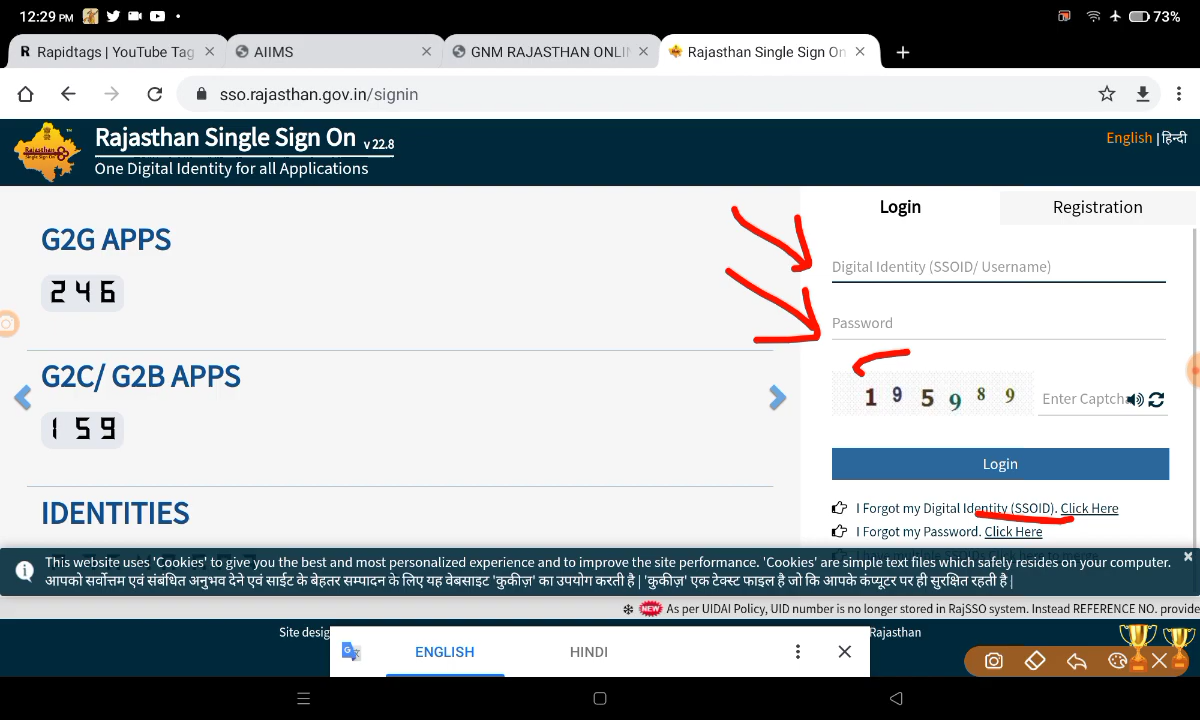 12:29 PM
73%
R Rapidtags | YouTube Tag
AIIMS
GNM RAJASTHAN ONLIN
Rajasthan Single Sign On
sso.rajasthan.gov.in/signin
Rajasthan Single Sign On v 22.8
One Digital Identity for all Applications
English | हिन्दी
Login
Registration
G2G APPS
246
G2C/ G2B APPS
159
IDENTITIES
Digital Identity (SSOID/ Username)
Password
195989
Enter Captcha
Login
I Forgot my Digital Identity (SSOID). Click Here
I Forgot my Password. Click Here
This website uses 'Cookies' to give you the best and most personalized experience and to improve the site performance. 'Cookies' are simple text files which safely resides on your computer.
आपको सर्वोत्तम एवं संबंधित अनुभव देने एवं साईट के बेहतर सम्पादन के लिए यह वेबसाइट 'कुकीज़' का उपयोग करती है | 'कुकीज़' एक टेक्स्ट फाइल है जो कि आपके कंप्यूटर पर ही सुरक्षित रहती है |
NEW As per UIDAI Policy, UID number is no longer stored in RajSSO system. Instead REFERENCE NO. provide
Site desig
Rajasthan
ENGLISH
HINDI